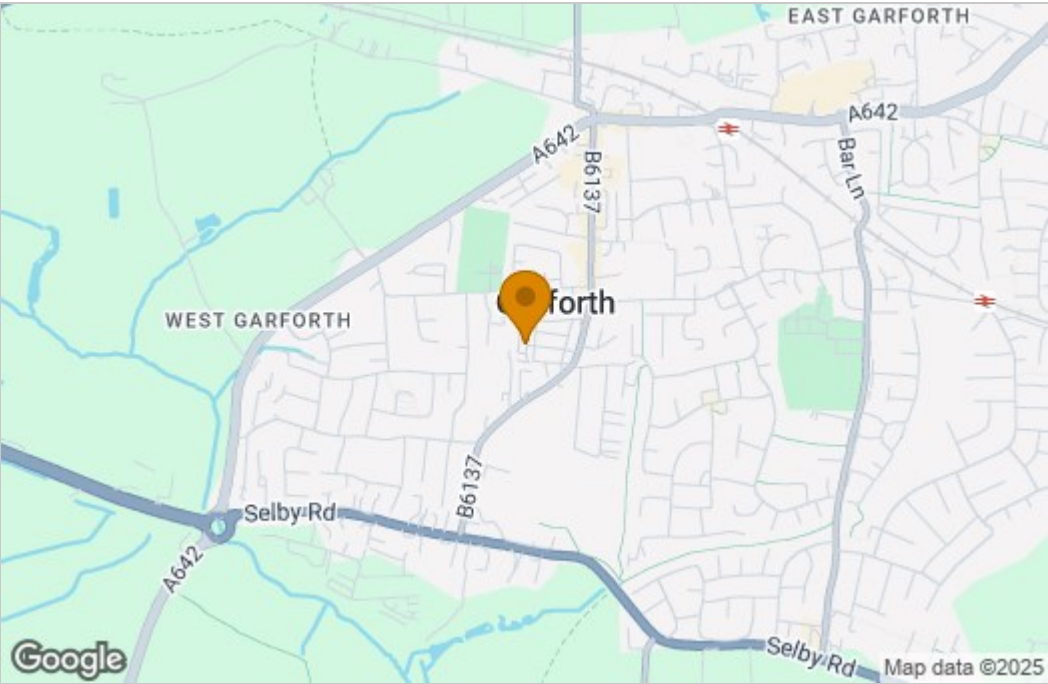 EAST GARFORTH
A642
A642
Bar Ln
B6137
forth
WEST GARFORTH
B6137
Selby Rd
A642
Selby Rd
Google
Map data ©2025